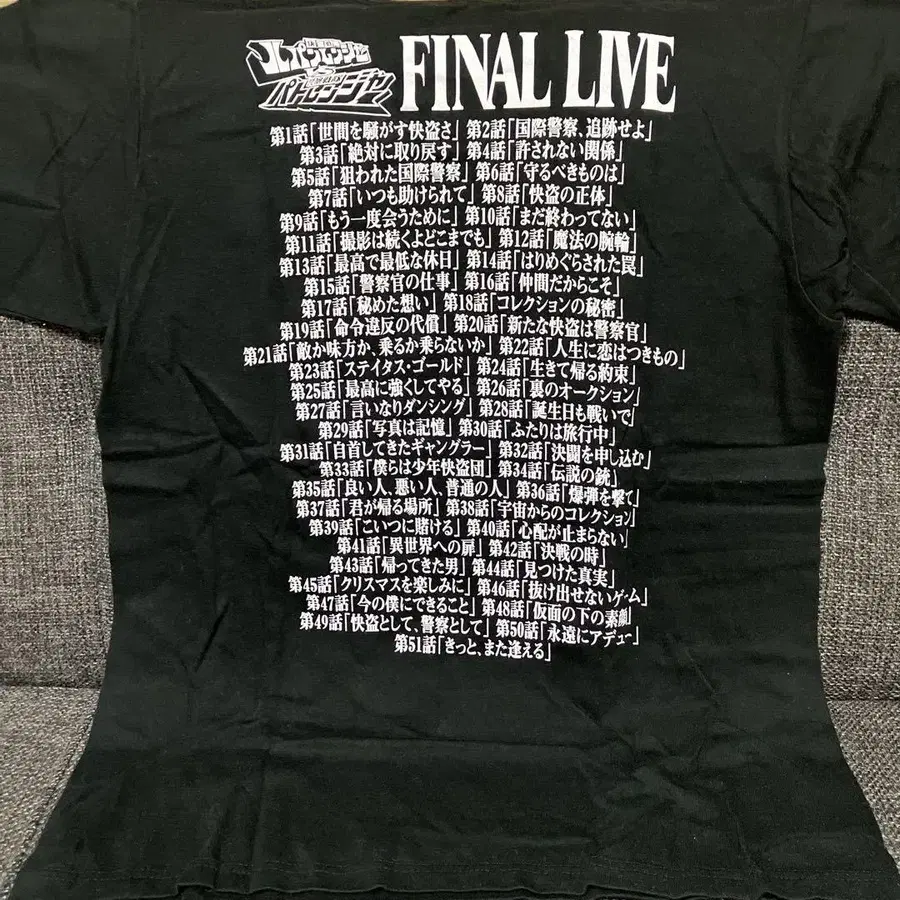 ルパンレンジャー VS パトレンジャー FINAL LIVE
第1話「世間を騒がす快盗さ」 第2話「国際警察、追跡せよ」
第3話「絶対に取り戻す」 第4話「許されない関係」
第5話「狙われた国際警察」 第6話「守るべきものは」
第7話「いつも助けられて」 第8話「快盗の正体」
第9話「もう一度会うために」 第10話「まだ終わってない」
第11話「撮影は続くよどこまでも」 第12話「魔法の腕輪」
第13話「最高で最低な休日」 第14話「はりめぐらされた罠」
第15話「警察官の仕事」 第16話「仲間だからこそ」
第17話「秘めた想い」 第18話「コレクションの秘密」
第19話「命令違反の代償」 第20話「新たな快盗は警察官」
第21話「敵か味方か、乗るか乗らないか」 第22話「人生に恋はつきもの」
第23話「ステイタス・ゴールド」 第24話「生きて帰る約束」
第25話「最高に強くしてやる」 第26話「裏のオークション」
第27話「言いなりダンシング」 第28話「誕生日も戦いで」
第29話「写真は記憶」 第30話「ふたりは旅行中」
第31話「自首してきたギャングラー」 第32話「決闘を申し込む」
第33話「僕らは少年快盗団」 第34話「伝説の銃」
第35話「良い人、悪い人、普通の人」 第36話「爆弾を撃て」
第37話「君が帰る場所」 第38話「宇宙からのコレクション」
第39話「こいつに賭ける」 第40話「心配が止まらない」
第41話「異世界への扉」 第42話「決戦の時」
第43話「帰ってきた男」 第44話「見つけた真実」
第45話「クリスマスを楽しみに」 第46話「抜け出せないゲーム」
第47話「今の僕にできること」 第48話「仮面の下の素顔」
第49話「快盗として、警察として」 第50話「永遠にアデュー」
第51話「きっと、また逢える」